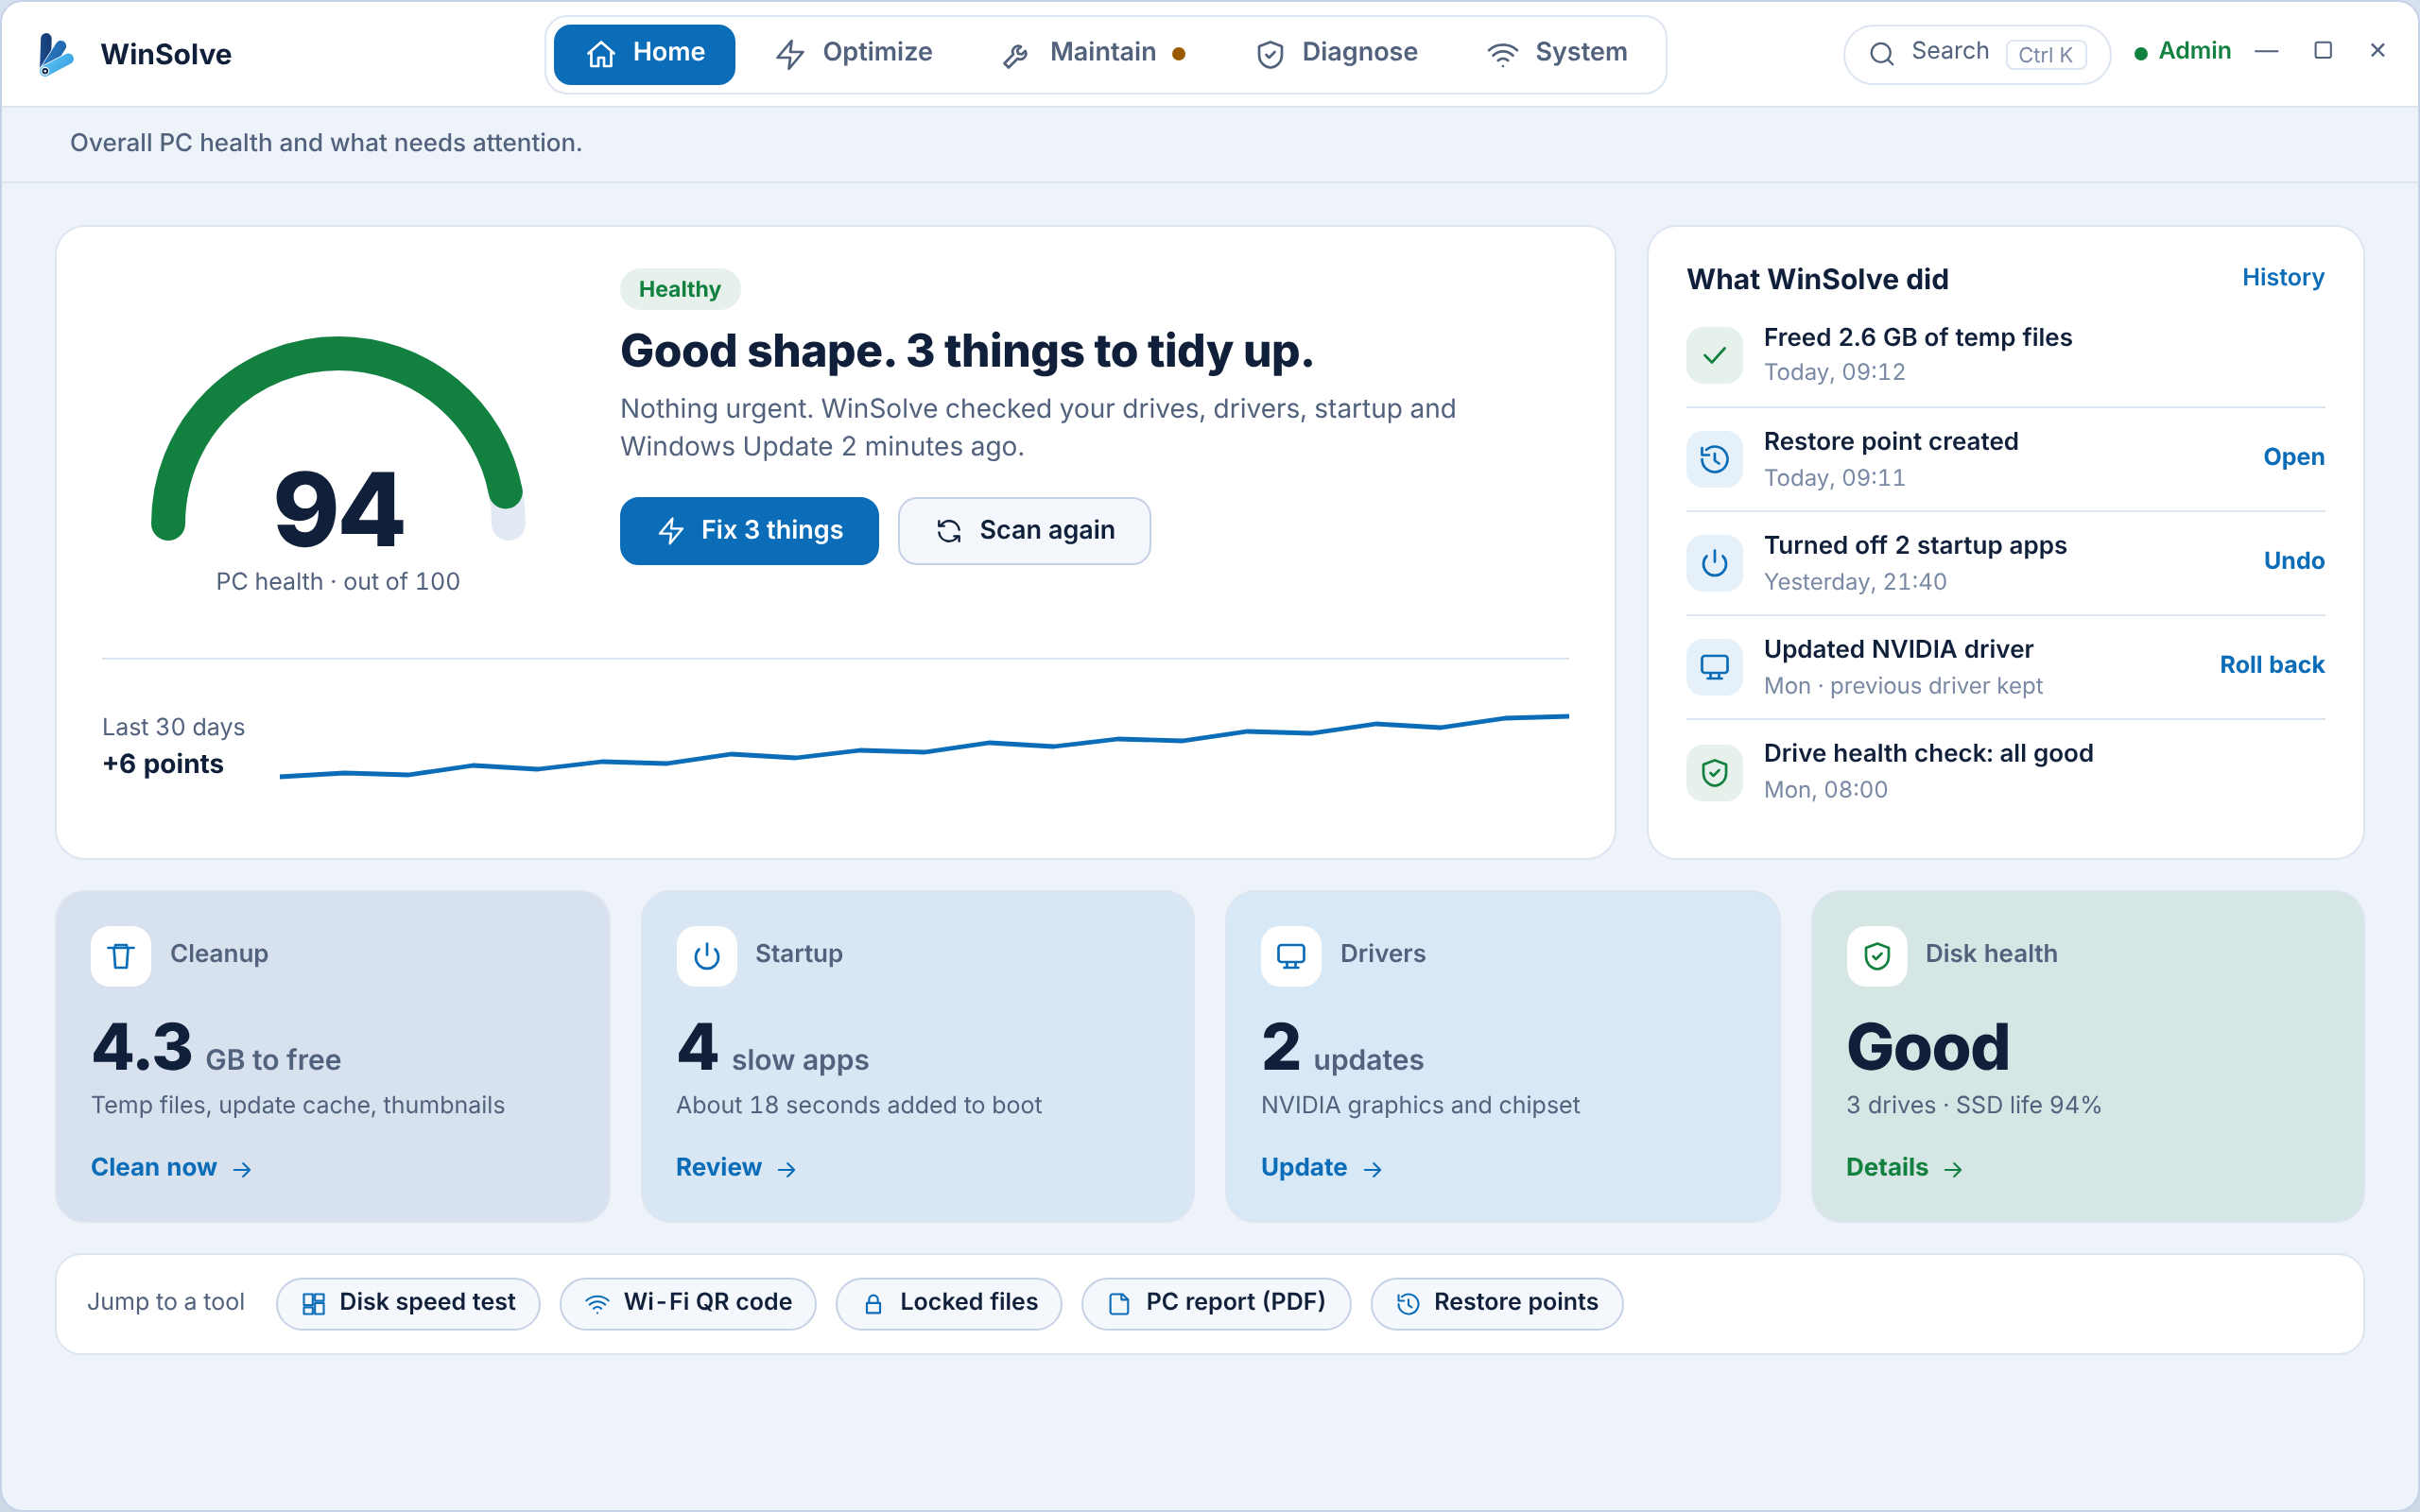 WinSolve
Home
Optimize
Maintain
Diagnose
System
Search
Ctrl K
Admin
Overall PC health and what needs attention.
94
PC health · out of 100
Healthy
Good shape. 3 things to tidy up.
Nothing urgent. WinSolve checked your drives, drivers, startup and
Windows Update 2 minutes ago.
Fix 3 things
Scan again
Last 30 days
+6 points
What WinSolve did
History
Freed 2.6 GB of temp files
Today, 09:12
Restore point created
Today, 09:11
Open
Turned off 2 startup apps
Yesterday, 21:40
Undo
Updated NVIDIA driver
Mon · previous driver kept
Roll back
Drive health check: all good
Mon, 08:00
Cleanup
4.3 GB to free
Temp files, update cache, thumbnails
Clean now →
Startup
4 slow apps
About 18 seconds added to boot
Review →
Drivers
2 updates
NVIDIA graphics and chipset
Update →
Disk health
Good
3 drives · SSD life 94%
Details →
Jump to a tool
Disk speed test
Wi-Fi QR code
Locked files
PC report (PDF)
Restore points